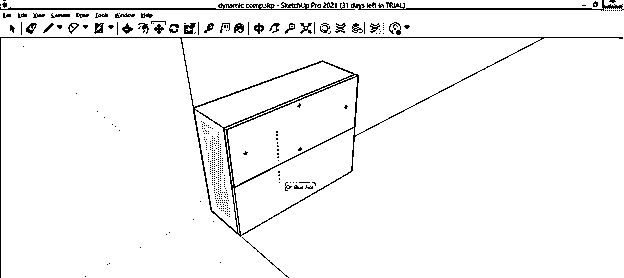 dynamic comp.skp - SketchUp Pro 2021 (31 days left in TRIAL)
File Edit View Camera Draw Tools Window Help
On Blue Axis